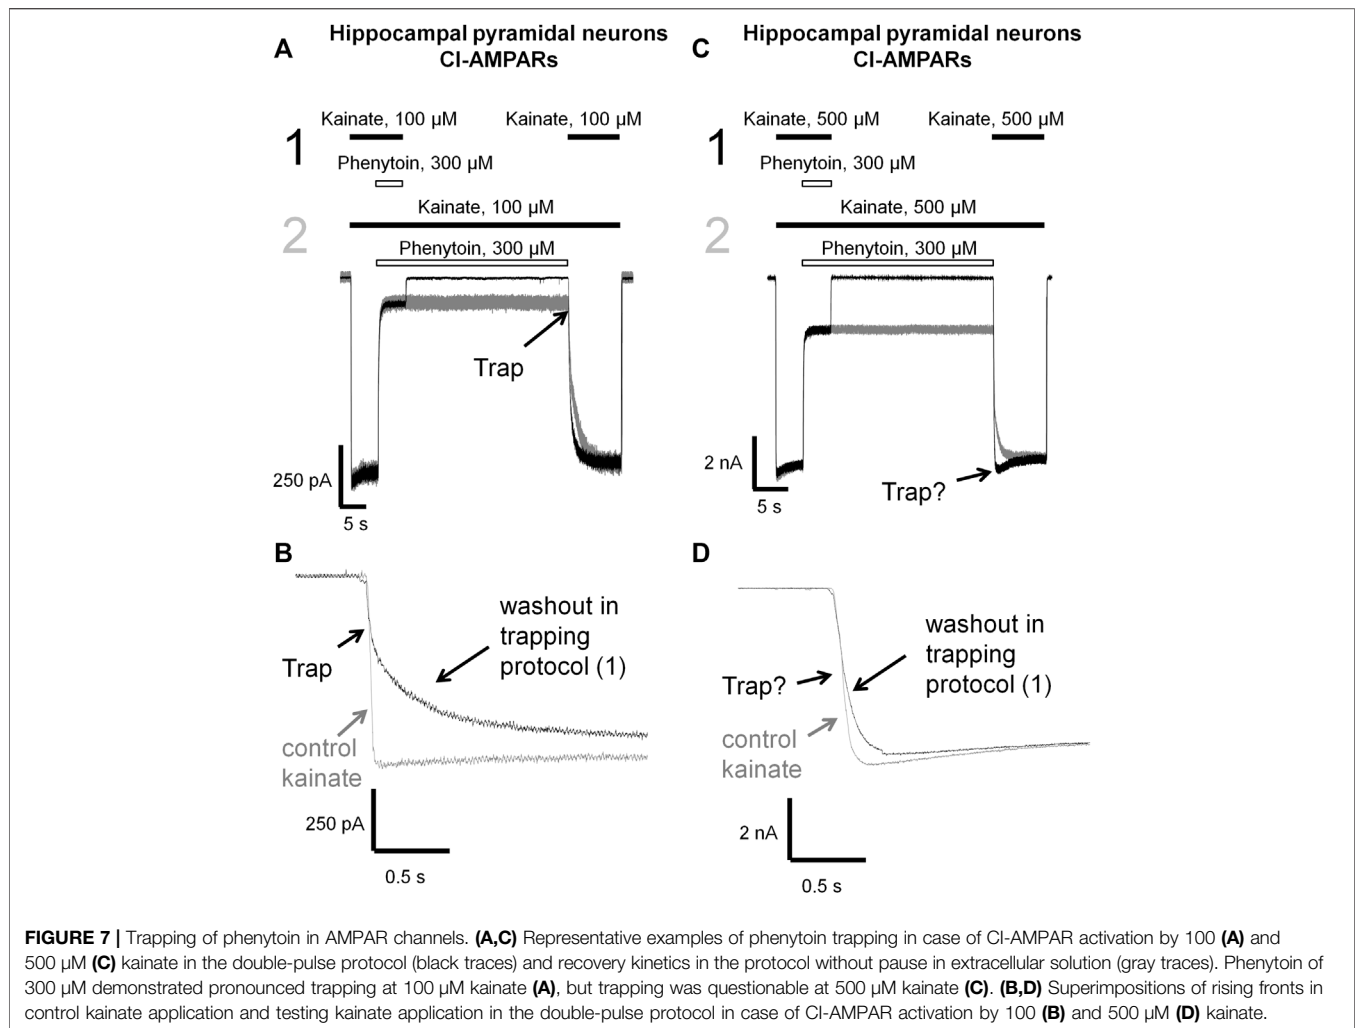 A
Hippocampal pyramidal neurons
CI-AMPARs
1
Kainate, 100 µM
Kainate, 100 µM
Phenytoin, 300 µM
2
Kainate, 100 µM
Phenytoin, 300 µM
Trap
250 pA
5 s
C
Hippocampal pyramidal neurons
CI-AMPARs
1
Kainate, 500 µM
Kainate, 500 µM
Phenytoin, 300 µM
2
Kainate, 500 µM
Phenytoin, 300 µM
2 nA
5 s
Trap?
B
washout in
trapping
protocol (1)
Trap
control
kainate
250 pA
0.5 s
D
washout in
trapping
protocol (1)
Trap?
control
kainate
2 nA
0.5 s
FIGURE 7 | Trapping of phenytoin in AMPAR channels. (A,C) Representative examples of phenytoin trapping in case of CI-AMPAR activation by 100 (A) and
500 µM (C) kainate in the double-pulse protocol (black traces) and recovery kinetics in the protocol without pause in extracellular solution (gray traces). Phenytoin of
300 µM demonstrated pronounced trapping at 100 µM kainate (A), but trapping was questionable at 500 µM kainate (C). (B,D) Superimpositions of rising fronts in
control kainate application and testing kainate application in the double-pulse protocol in case of CI-AMPAR activation by 100 (B) and 500 µM (D) kainate.